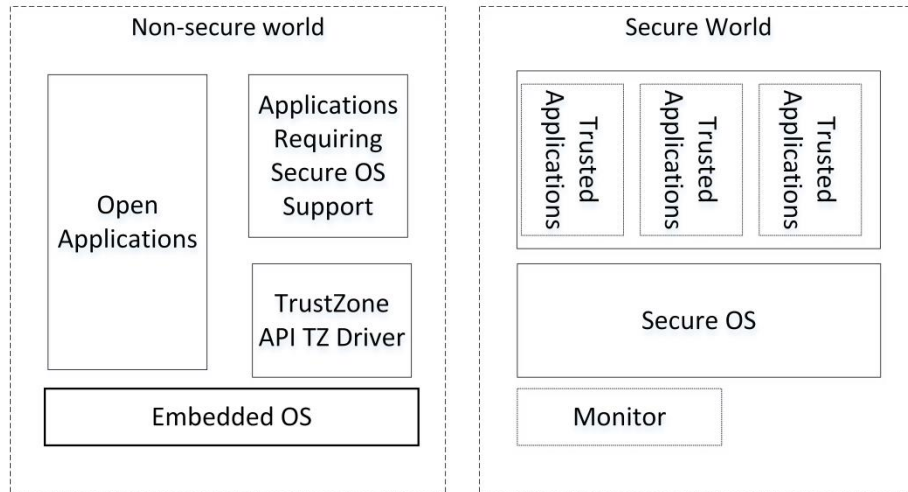 Non-secure world
Open
Applications
Applications
Requiring
Secure OS
Support
TrustZone
API TZ Driver
Embedded OS
Secure World
Trusted
Applications
Trusted
Applications
Trusted
Applications
Secure OS
Monitor